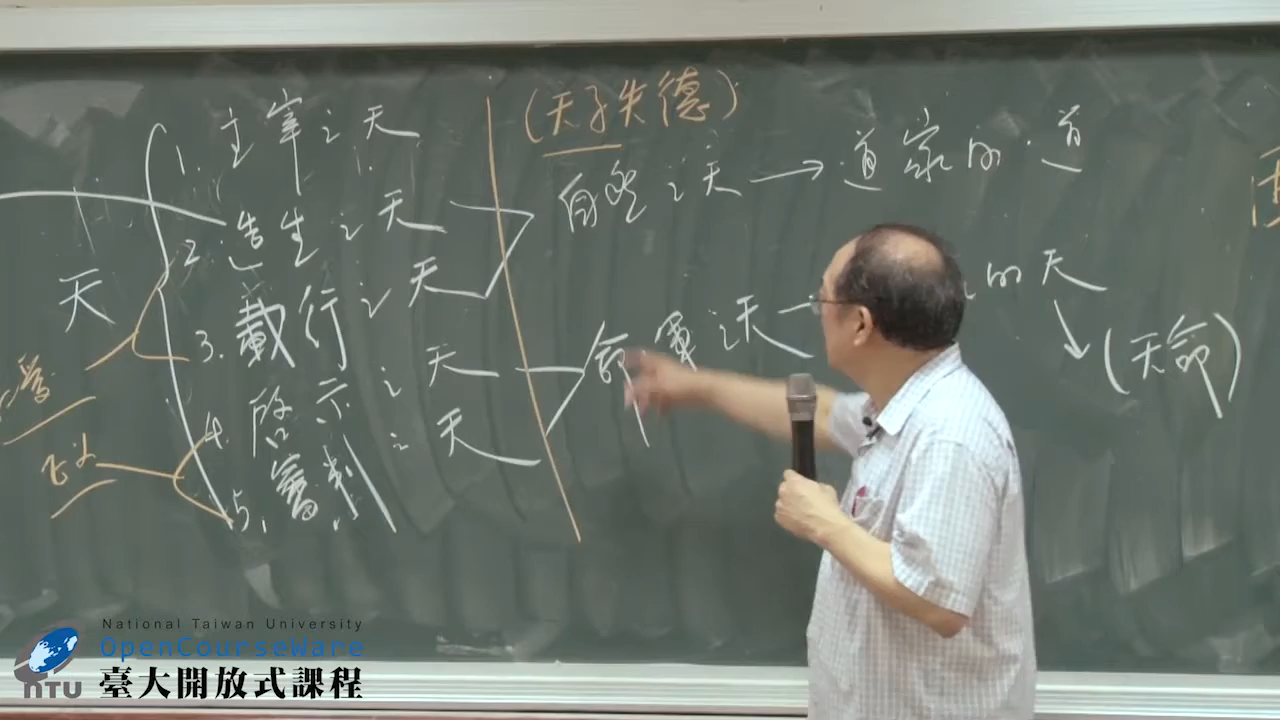 天
1. 主宰之天
2 造生之天
3. 載行之天
4. 啟示之天
5. 審判之天
(天子失德)
自然之天 → 道家的道
命運之天 →
的天
(天命)
National Taiwan University
OpenCourseWare
NTU
臺大開放式課程